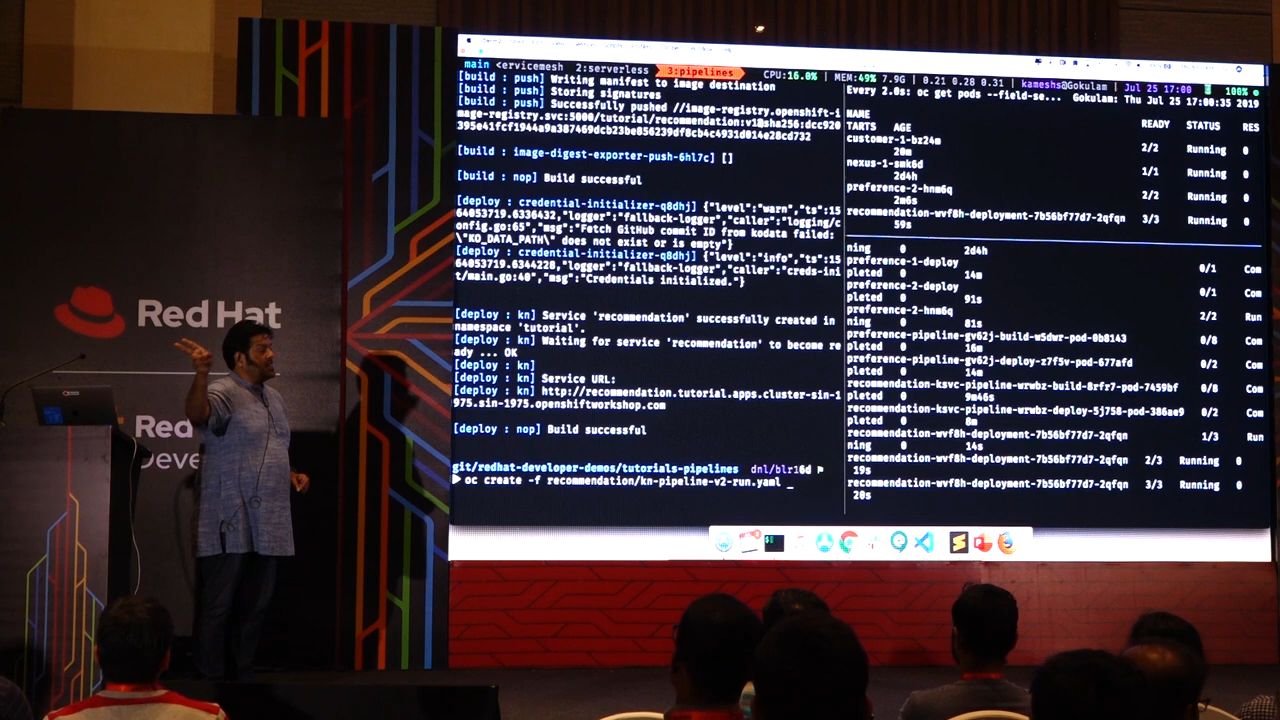 main <ervicemesh 2:serverless 3:pipelines CPU:16.0% | MEM:49% 7.9G | 0.21 0.28 0.31 | kameshs@Gokulam | Jul 25 17:00 100%
[build : push] Writing manifest to image destination
[build : push] Storing signatures
[build : push] Successfully pushed //image-registry.openshift-i
mage-registry.svc:5000/tutorial/recommendation:v1@sha256:dcc920
395e41fcf1944a9a387469dcb23be856239df8cb4c4931d014e28cd732
[build : image-digest-exporter-push-6hl7c] []
[build : nop] Build successful
[deploy : credential-initializer-q8dhj] {"level":"warn","ts":15
64053719.6336432,"logger":"fallback-logger","caller":"logging/c
onfig.go:65","msg":"Fetch GitHub commit ID from kodata failed:
\"KO_DATA_PATH\" does not exist or is empty"}
[deploy : credential-initializer-q8dhj] {"level":"info","ts":15
64053719.6344228,"logger":"fallback-logger","caller":"creds-ini
t/main.go:40","msg":"Credentials initialized."}
[deploy : kn] Service 'recommendation' successfully created in
namespace 'tutorial'.
[deploy : kn] Waiting for service 'recommendation' to become re
ady ... OK
[deploy : kn]
[deploy : kn] Service URL:
[deploy : kn] http://recommendation.tutorial.apps.cluster-sin-1
975.sin-1975.openshiftworkshop.com
[deploy : nop] Build successful
git/redhat-developer-demos/tutorials-pipelines dnl/blr16d
oc create -f recommendation/kn-pipeline-v2-run.yaml _
Every 2.0s: oc get pods --field-se... Gokulam: Thu Jul 25 17:00:35 2019
NAME READY STATUS RES
TARTS AGE
customer-1-bz24m 2/2 Running 0
20m
nexus-1-smk6d 1/1 Running 0
2d4h
preference-2-hnm6q 2/2 Running 0
2m6s
recommendation-wvf8h-deployment-7b56bf77d7-2qfqn 3/3 Running 0
59s
ning 0 2d4h
preference-1-deploy 0/1 Com
pleted 0 14m
preference-2-deploy 0/1 Com
pleted 0 91s
preference-2-hnm6q 2/2 Run
ning 0 81s
preference-pipeline-gv62j-build-w5dwr-pod-0b8143 0/8 Com
pleted 0 16m
preference-pipeline-gv62j-deploy-z7f5v-pod-677afd 0/2 Com
pleted 0 14m
recommendation-ksvc-pipeline-wrwbz-build-8rfr7-pod-7459bf 0/8 Com
pleted 0 9m46s
recommendation-ksvc-pipeline-wrwbz-deploy-5j758-pod-386ae9 0/2 Com
pleted 0 8m
recommendation-wvf8h-deployment-7b56bf77d7-2qfqn 1/3 Run
ning 0 14s
recommendation-wvf8h-deployment-7b56bf77d7-2qfqn 2/3 Running 0
19s
recommendation-wvf8h-deployment-7b56bf77d7-2qfqn 3/3 Running 0
20s
Red Hat
Red
Deve